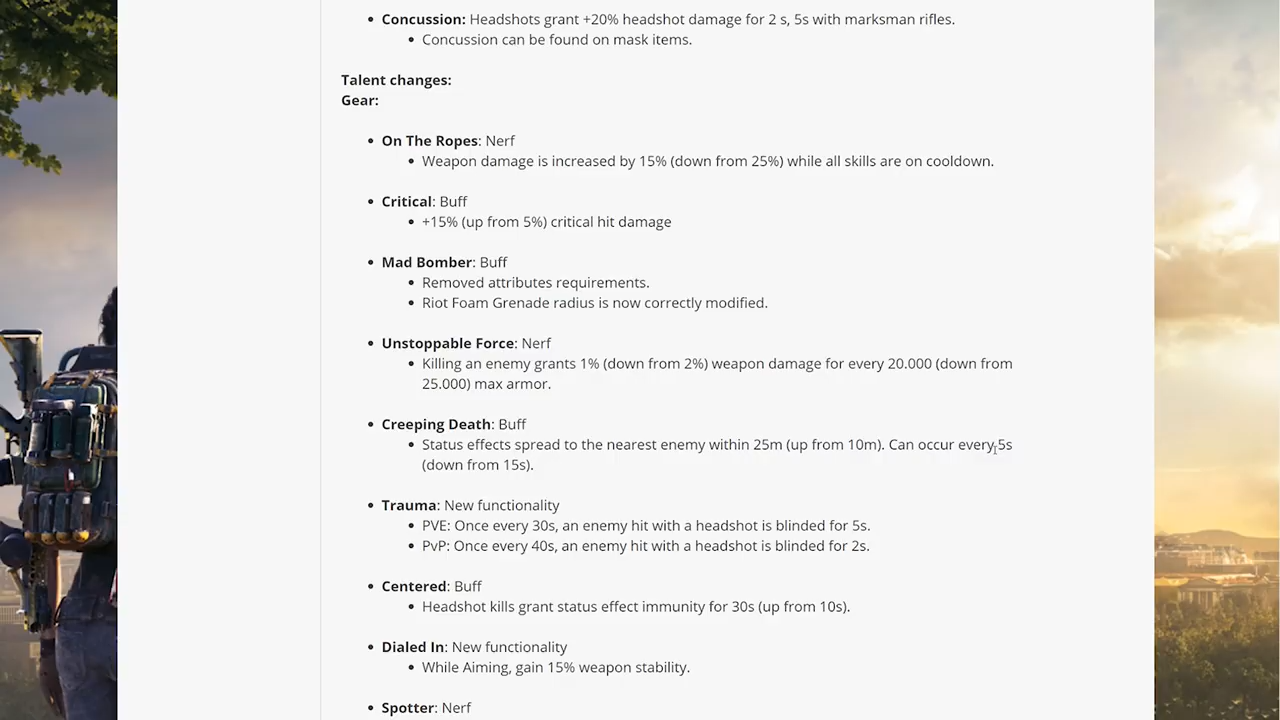 Concussion: Headshots grant +20% headshot damage for 2 s, 5s with marksman rifles.
Concussion can be found on mask items.
Talent changes:
Gear:
On The Ropes: Nerf
Weapon damage is increased by 15% (down from 25%) while all skills are on cooldown.
Critical: Buff
+15% (up from 5%) critical hit damage
Mad Bomber: Buff
Removed attributes requirements.
Riot Foam Grenade radius is now correctly modified.
Unstoppable Force: Nerf
Killing an enemy grants 1% (down from 2%) weapon damage for every 20.000 (down from
25.000) max armor.
Creeping Death: Buff
Status effects spread to the nearest enemy within 25m (up from 10m). Can occur every 5s
(down from 15s).
Trauma: New functionality
PVE: Once every 30s, an enemy hit with a headshot is blinded for 5s.
PvP: Once every 40s, an enemy hit with a headshot is blinded for 2s.
Centered: Buff
Headshot kills grant status effect immunity for 30s (up from 10s).
Dialed In: New functionality
While Aiming, gain 15% weapon stability.
Spotter: Nerf